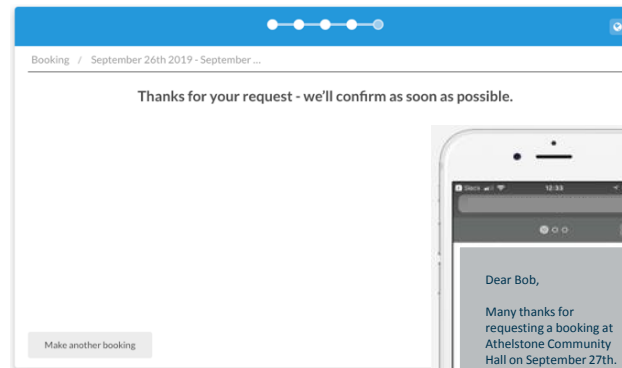 Booking / September 26th 2019 - September ...
Thanks for your request - we'll confirm as soon as possible.
Slack 12:33
Dear Bob,
Many thanks for
requesting a booking at
Athelstone Community
Hall on September 27th.
Make another booking